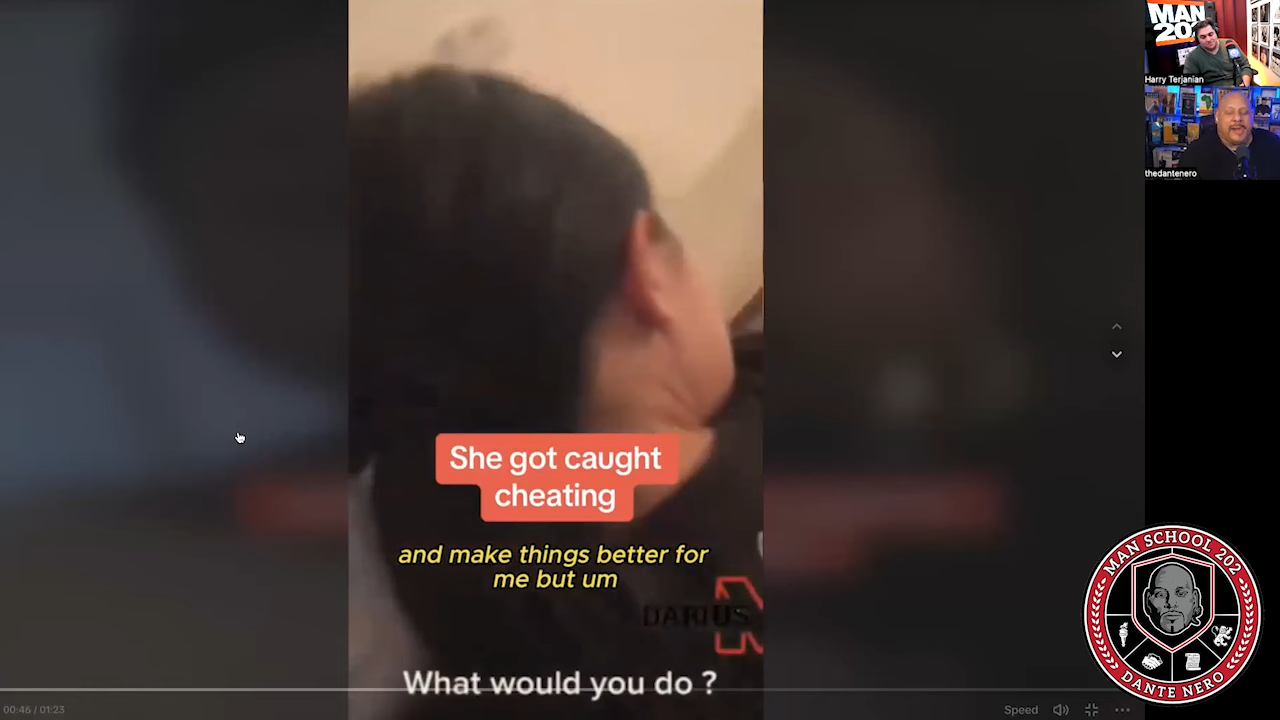 MAN
20
Harry Terjanian
thedantenero
She got caught
cheating
and make things better for
me but um
DARIUS
What would you do ?
00:46 / 01:23
Speed
MAN SCHOOL 202
DANTE NERO